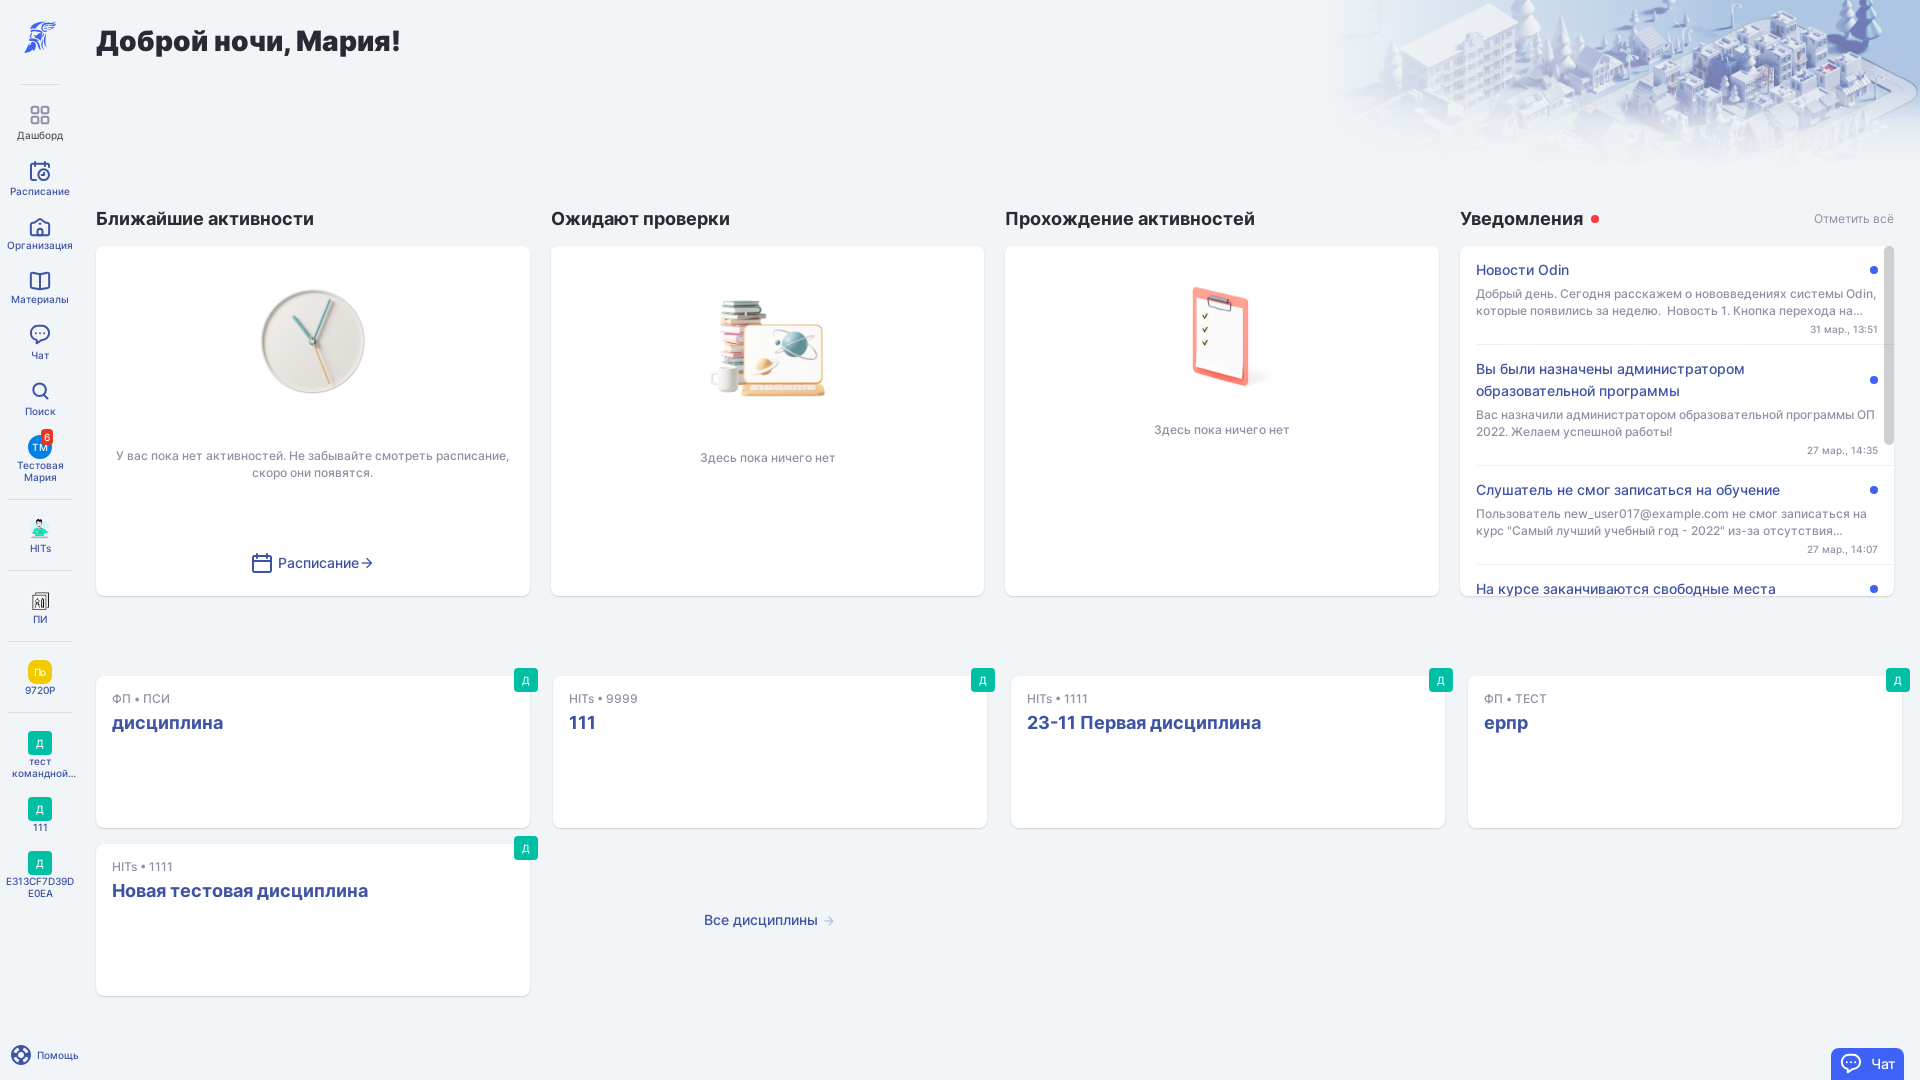 Доброй ночи, Мария!
Дашборд
Расписание
Организация
Материалы
Чат
Поиск
6
ТМ
Тестовая
Мария
HITs
ПИ
По
9720P
Д
тест
командной...
Д
111
Д
E313CF7D39D
E0EA
Помощь
Ближайшие активности
У вас пока нет активностей. Не забывайте смотреть расписание,
скоро они появятся.
Расписание
Ожидают проверки
Здесь пока ничего нет
Прохождение активностей
Здесь пока ничего нет
Уведомления
Отметить всё
Новости Odin
Добрый день. Сегодня расскажем о нововведениях системы Odin,
которые появились за неделю. Новость 1. Кнопка перехода на...
31 мар., 13:51
Вы были назначены администратором
образовательной программы
Вас назначили администратором образовательной программы ОП
2022. Желаем успешной работы!
27 мар., 14:35
Слушатель не смог записаться на обучение
Пользователь new_user017@example.com не смог записаться на
курс "Самый лучший учебный год - 2022" из-за отсутствия...
27 мар., 14:07
На курсе заканчиваются свободные места
Д
ФП • ПСИ
дисциплина
Д
HITs • 9999
111
Д
HITs • 1111
23-11 Первая дисциплина
Д
ФП • ТЕСТ
ерпр
Д
HITs • 1111
Новая тестовая дисциплина
Все дисциплины
Чат